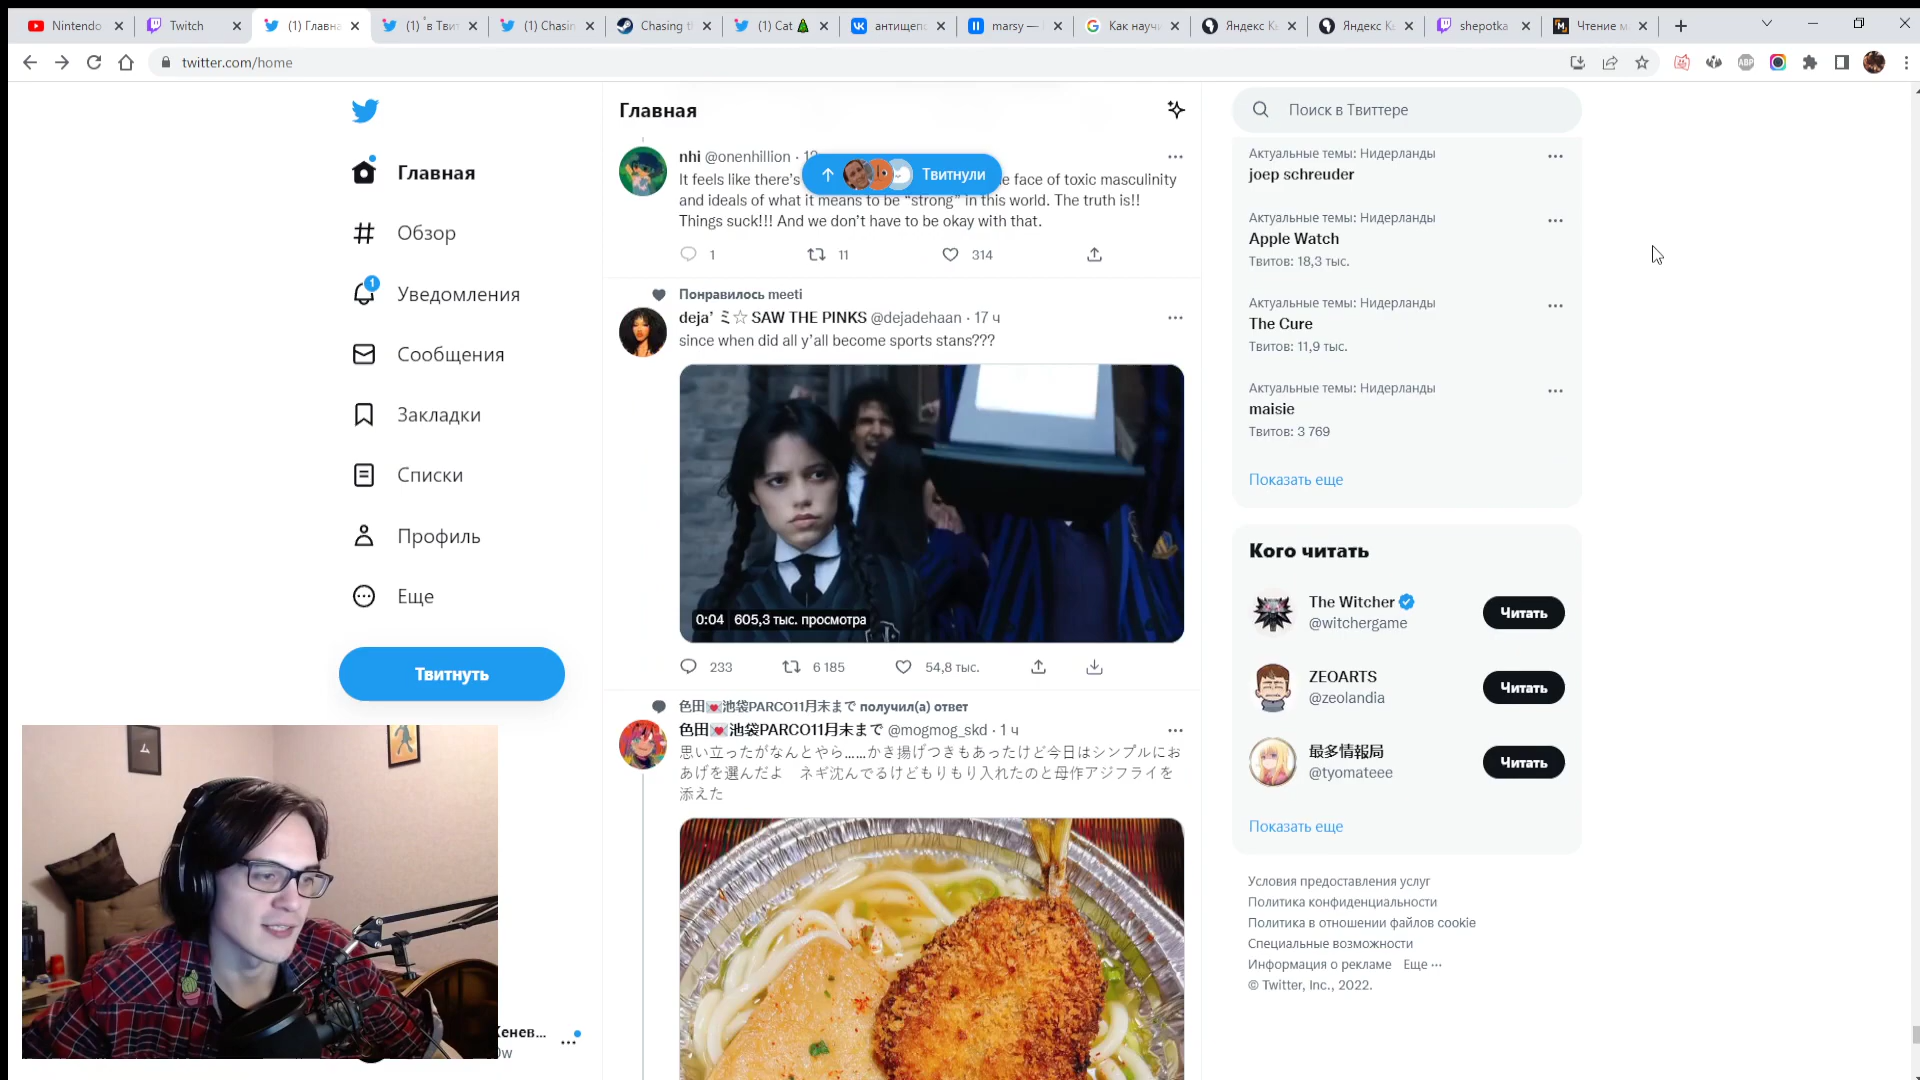 Nintendo
Twitch
(1) Главна
(1) "в Твит
(1) Chasin
Chasing th
(1) Cat
антищеп
marsy —
Как науч
Яндекс К
Яндекс К
shepotka
Чтение м
twitter.com/home
Главная
Обзор
Уведомления
1
Сообщения
Закладки
Списки
Профиль
Еще
Твитнуть
Женев...
0w
Главная
nhi @onenhillion · 12
Твитнули
It feels like there's
e face of toxic masculinity
and ideals of what it means to be “strong” in this world. The truth is!!
Things suck!!! And we don’t have to be okay with that.
1 11 314
Понравилось meeti
deja’ ミ☆ SAW THE PINKS @dejadehaan · 17 ч
since when did all y’all become sports stans???
0:04 605,3 тыс. просмотра
233 6 185 54,8 тыс.
色田💌池袋PARCO11月末まで получил(а) ответ
色田💌池袋PARCO11月末まで @mogmog_skd · 1 ч
思い立ったがなんとやら……かき揚げつきもあったけど今日はシンプルにお
あげを選んだよ　ネギ沈んでるけどもりもり入れたのと母作アジフライを
添えた
Поиск в Твиттере
Актуальные темы: Нидерланды
joep schreuder
Актуальные темы: Нидерланды
Apple Watch
Твитов: 18,3 тыс.
Актуальные темы: Нидерланды
The Cure
Твитов: 11,9 тыс.
Актуальные темы: Нидерланды
maisie
Твитов: 3 769
Показать еще
Кого читать
The Witcher
@witchergame
Читать
ZEOARTS
@zeolandia
Читать
最多情報局
@tyomateee
Читать
Показать еще
Условия предоставления услуг
Политика конфиденциальности
Политика в отношении файлов cookie
Специальные возможности
Информация о рекламе Еще ···
© Twitter, Inc., 2022.